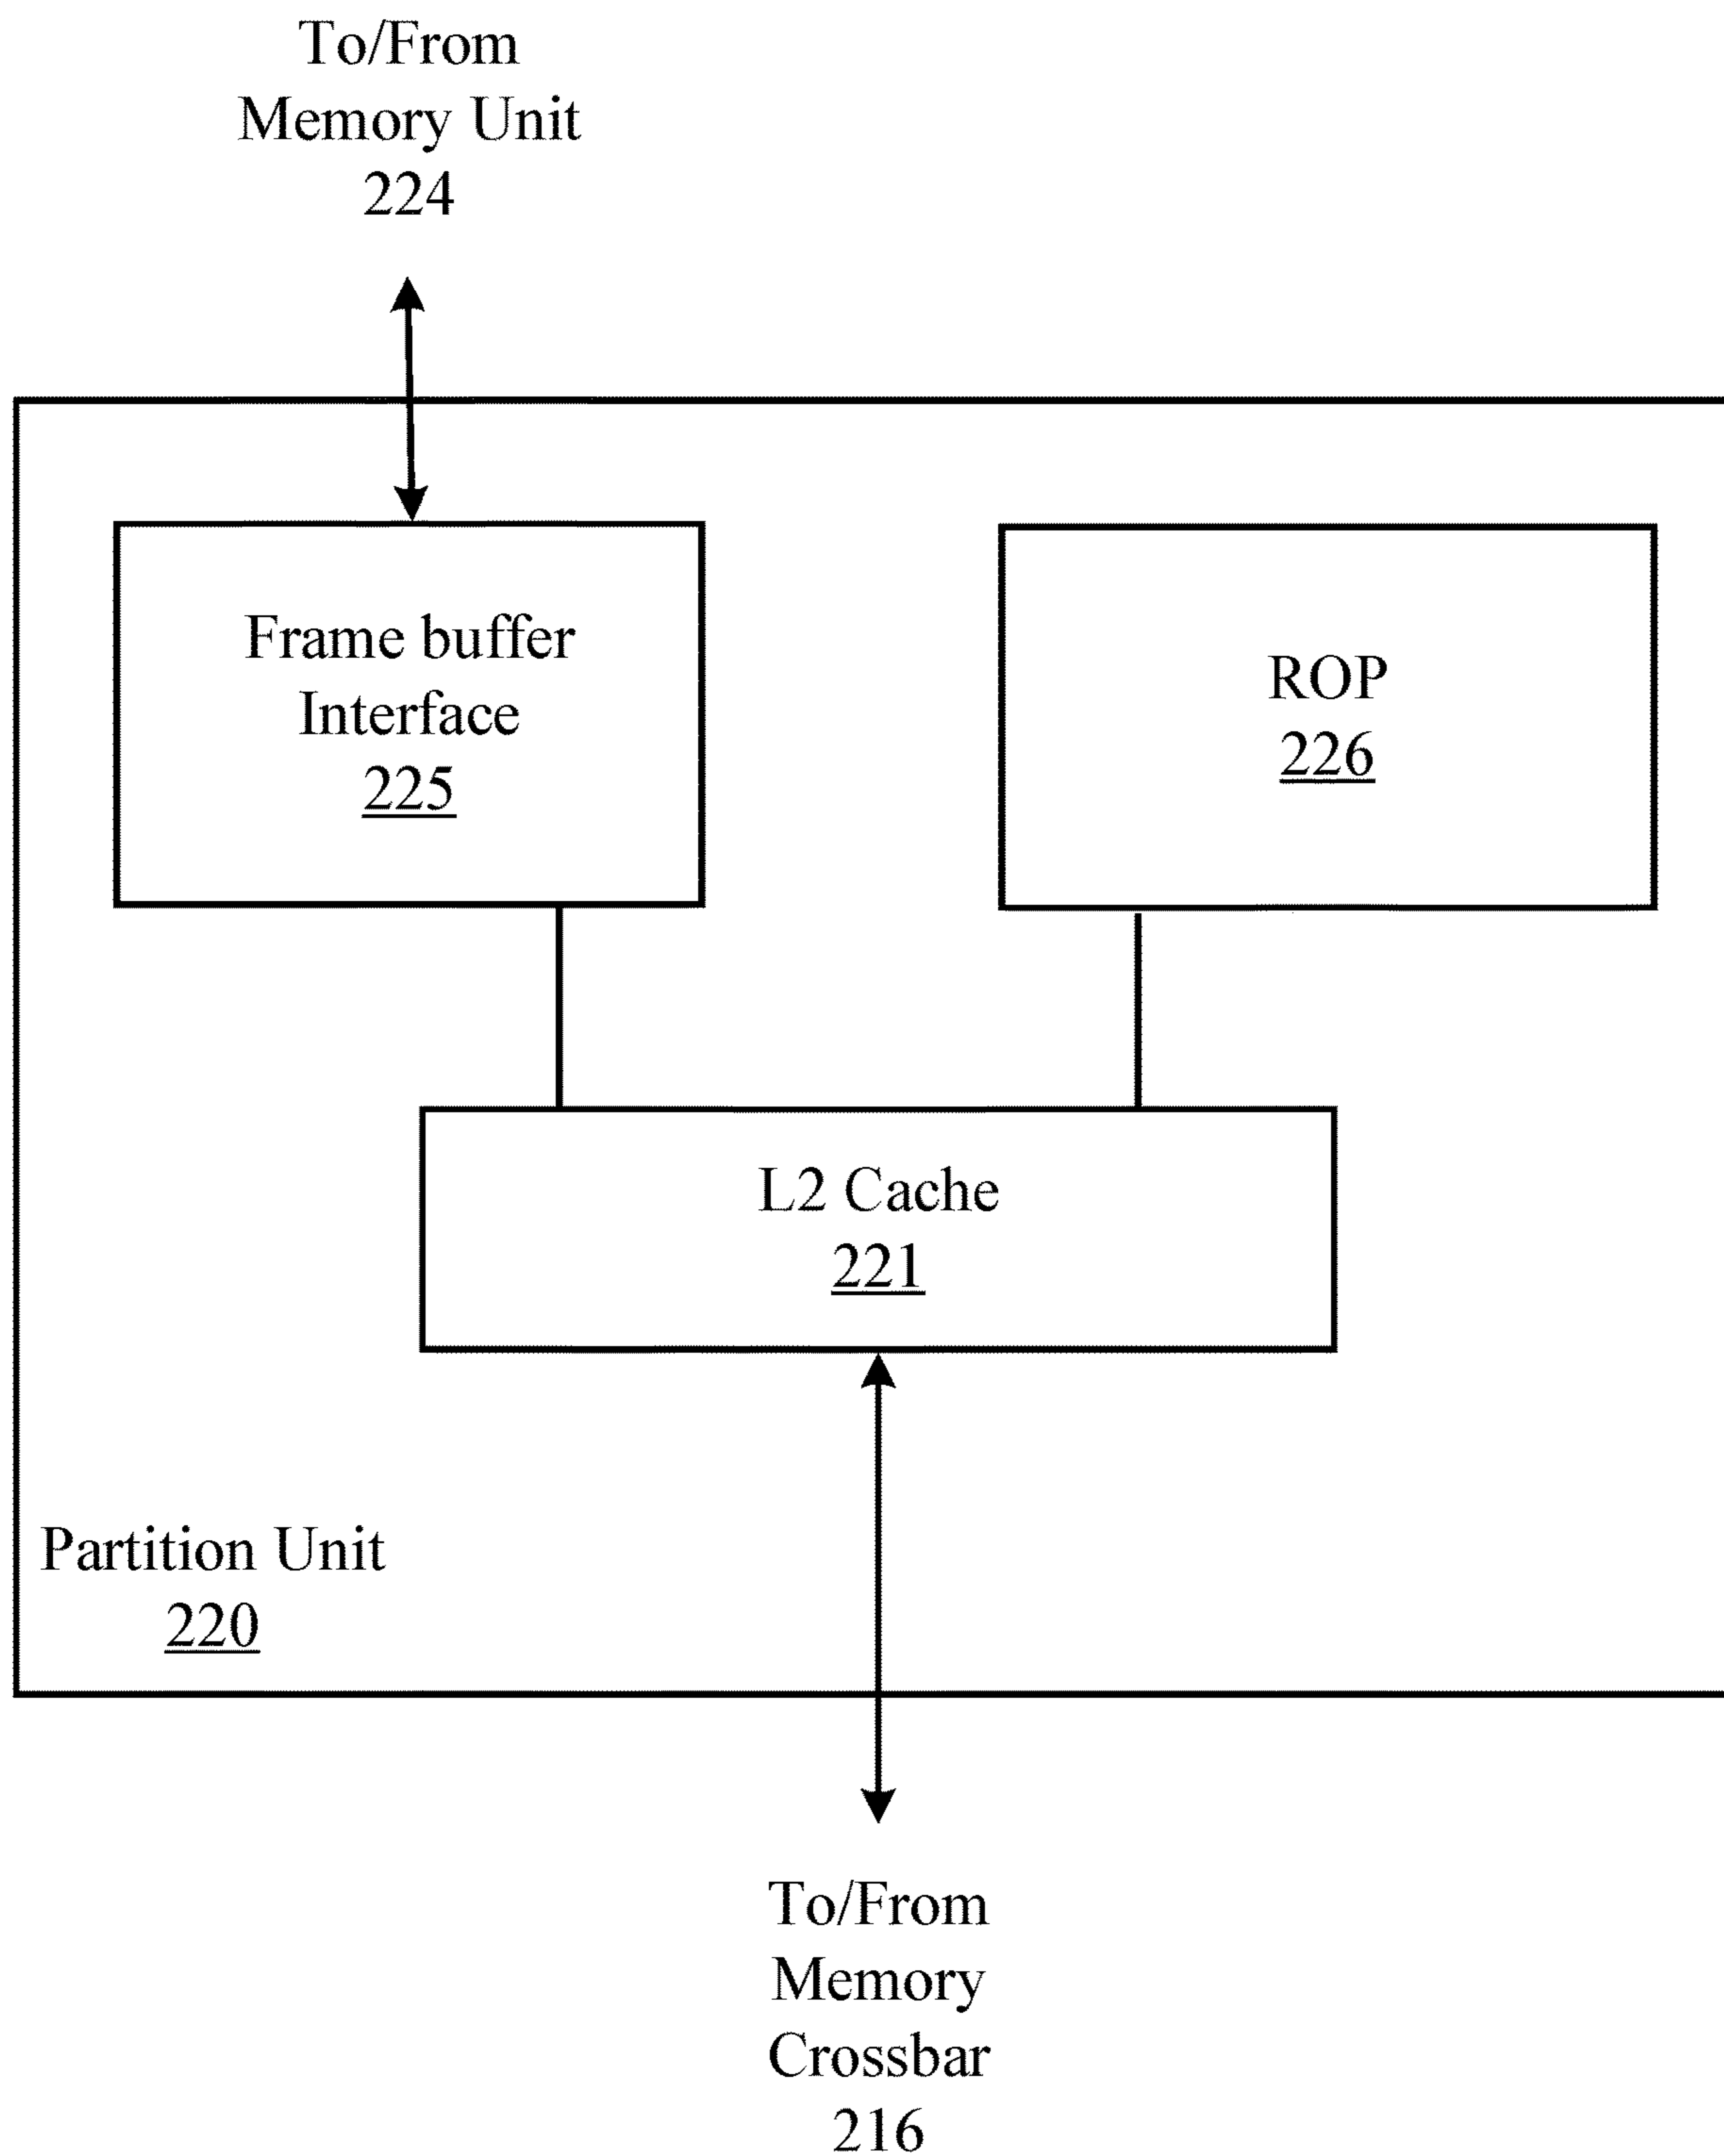 To/From
Memory Unit
224
Frame buffer
Interface
225
ROP
226
L2 Cache
221
Partition Unit
220
To/From
Memory
Crossbar
216